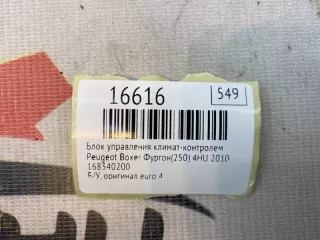 16616
549
Блок управления климат-контролем
Peugeot Boxer Фургон(250) 4HU 2010
168340200
Б/У, оригинал.euro 4